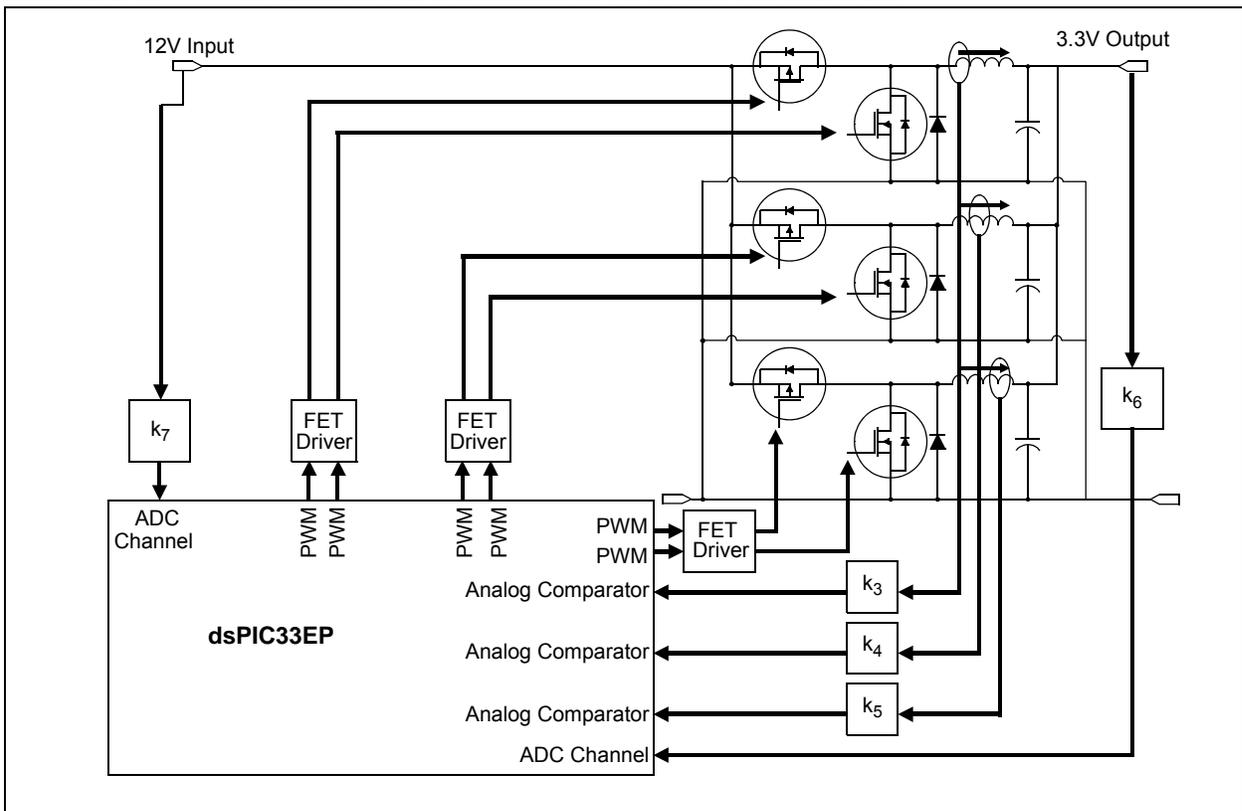 12V Input
3.3V Output
k7
FET
Driver
FET
Driver
k6
ADC
Channel
PWM
PWM
PWM
PWM
PWM
PWM
FET
Driver
Analog Comparator
k3
dsPIC33EP
Analog Comparator
k4
Analog Comparator
k5
ADC Channel